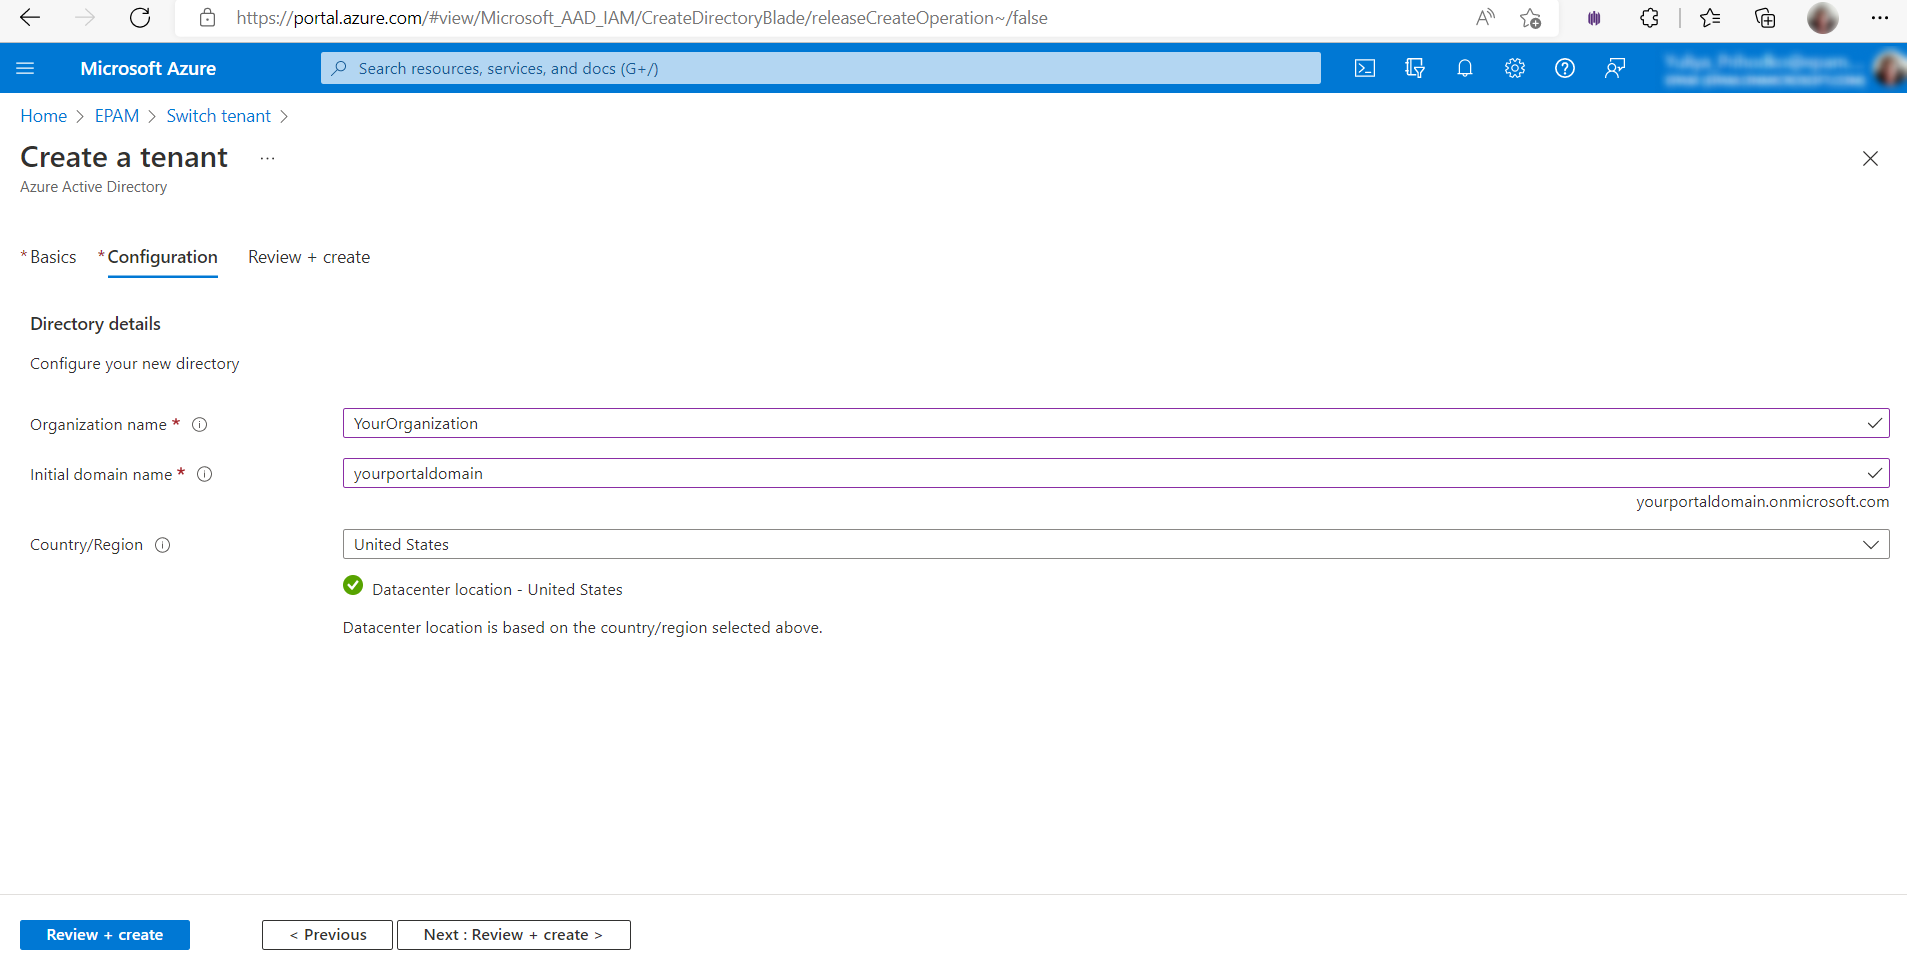 https://portal.azure.com/#view/Microsoft_AAD_IAM/CreateDirectoryBlade/releaseCreateOperation~/false
Microsoft Azure
Search resources, services, and docs (G+/)
Home > EPAM > Switch tenant >
Create a tenant ...
Azure Active Directory
* Basics * Configuration Review + create
Directory details
Configure your new directory
Organization name *
YourOrganization
Initial domain name *
yourportaldomain
yourportaldomain.onmicrosoft.com
Country/Region
United States
Datacenter location - United States
Datacenter location is based on the country/region selected above.
Review + create
< Previous
Next : Review + create >